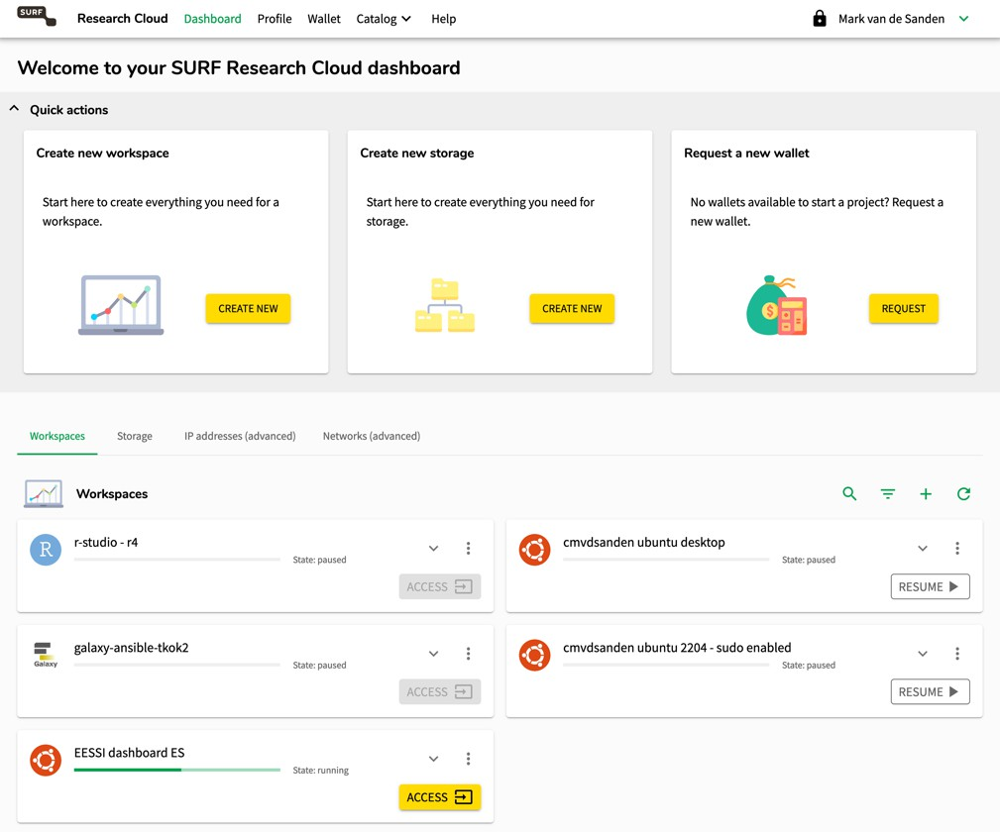 SURF
Research Cloud Dashboard Profile Wallet Catalog Help Mark van de Sanden
Welcome to your SURF Research Cloud dashboard
Quick actions
Create new workspace
Start here to create everything you need for a
workspace.
CREATE NEW
Create new storage
Start here to create everything you need for
storage.
CREATE NEW
Request a new wallet
No wallets available to start a project? Request a
new wallet.
$
REQUEST
Workspaces Storage IP addresses (advanced) Networks (advanced)
Workspaces
R
r-studio - r4
State: paused
ACCESS
cmvdsanden ubuntu desktop
State: paused
RESUME
Galaxy
galaxy-ansible-tkok2
State: paused
ACCESS
cmvdsanden ubuntu 2204 - sudo enabled
State: paused
RESUME
EESSI dashboard ES
State: running
ACCESS